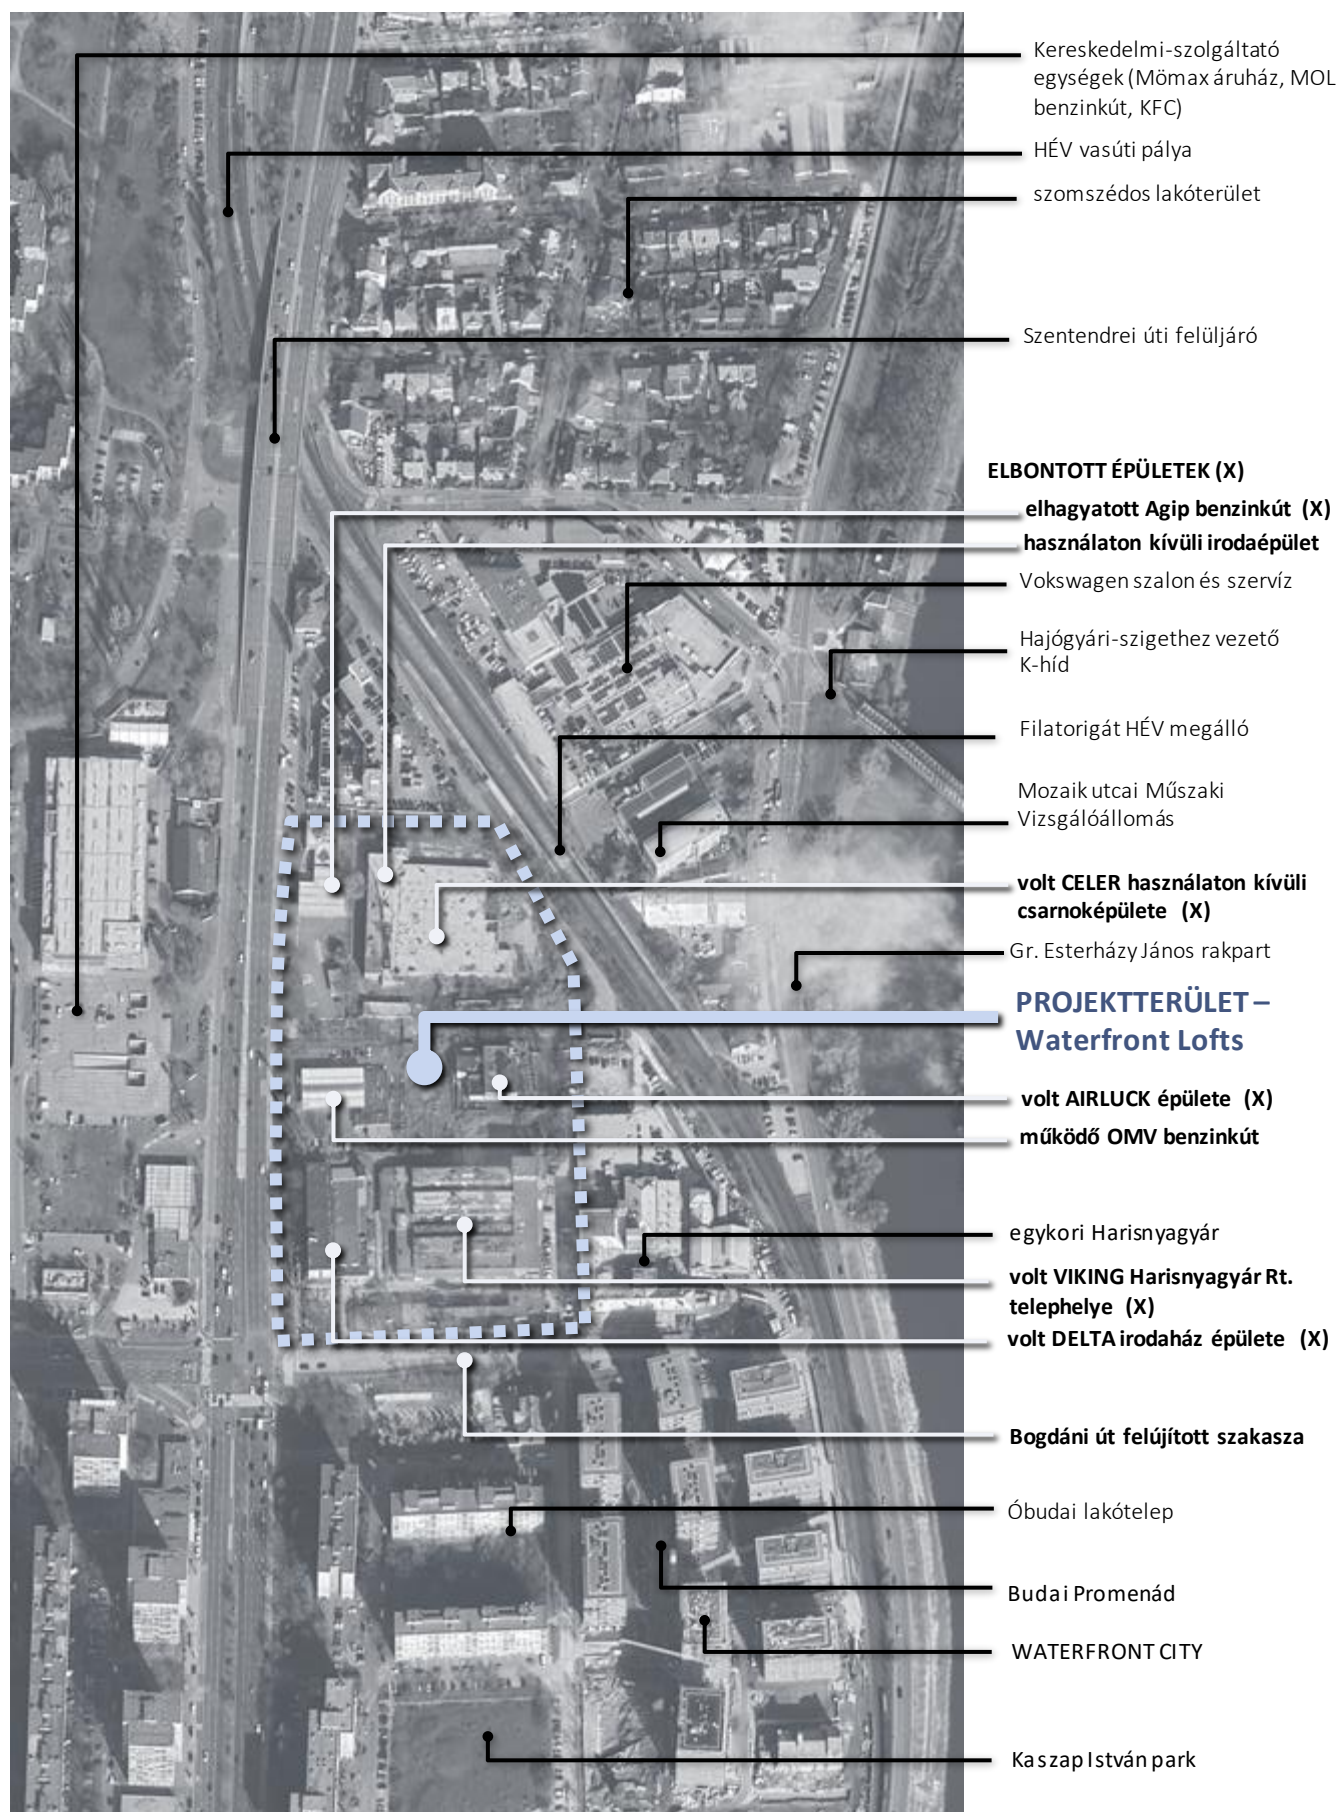 Kereskedelmi-szolgáltató
egységek (Mömax áruház, MOL
benzinkút, KFC)
HÉV vasúti pálya
szomszédos lakóterület
Szentendrei úti felüljáró
ELBONTOTT ÉPÜLETEK (X)
elhagyatott Agip benzinkút (X)
használaton kívüli irodaépület
Vokswagen szalon és szervíz
Hajógyári-szigethez vezető
K-híd
Filatorigát HÉV megálló
Mozaik utcai Műszaki
Vizsgálóállomás
volt CELER használaton kívüli
csarnoképülete (X)
Gr. Esterházy János rakpart
PROJEKTTERÜLET –
Waterfront Lofts
volt AIRLUCK épülete (X)
működő OMV benzinkút
egykori Harisnyagyár
volt VIKING Harisnyagyár Rt.
telephelye (X)
volt DELTA irodaház épülete (X)
Bogdáni út felújított szakasza
Óbudai lakótelep
Budai Promenád
WATERFRONT CITY
Kaszap István park